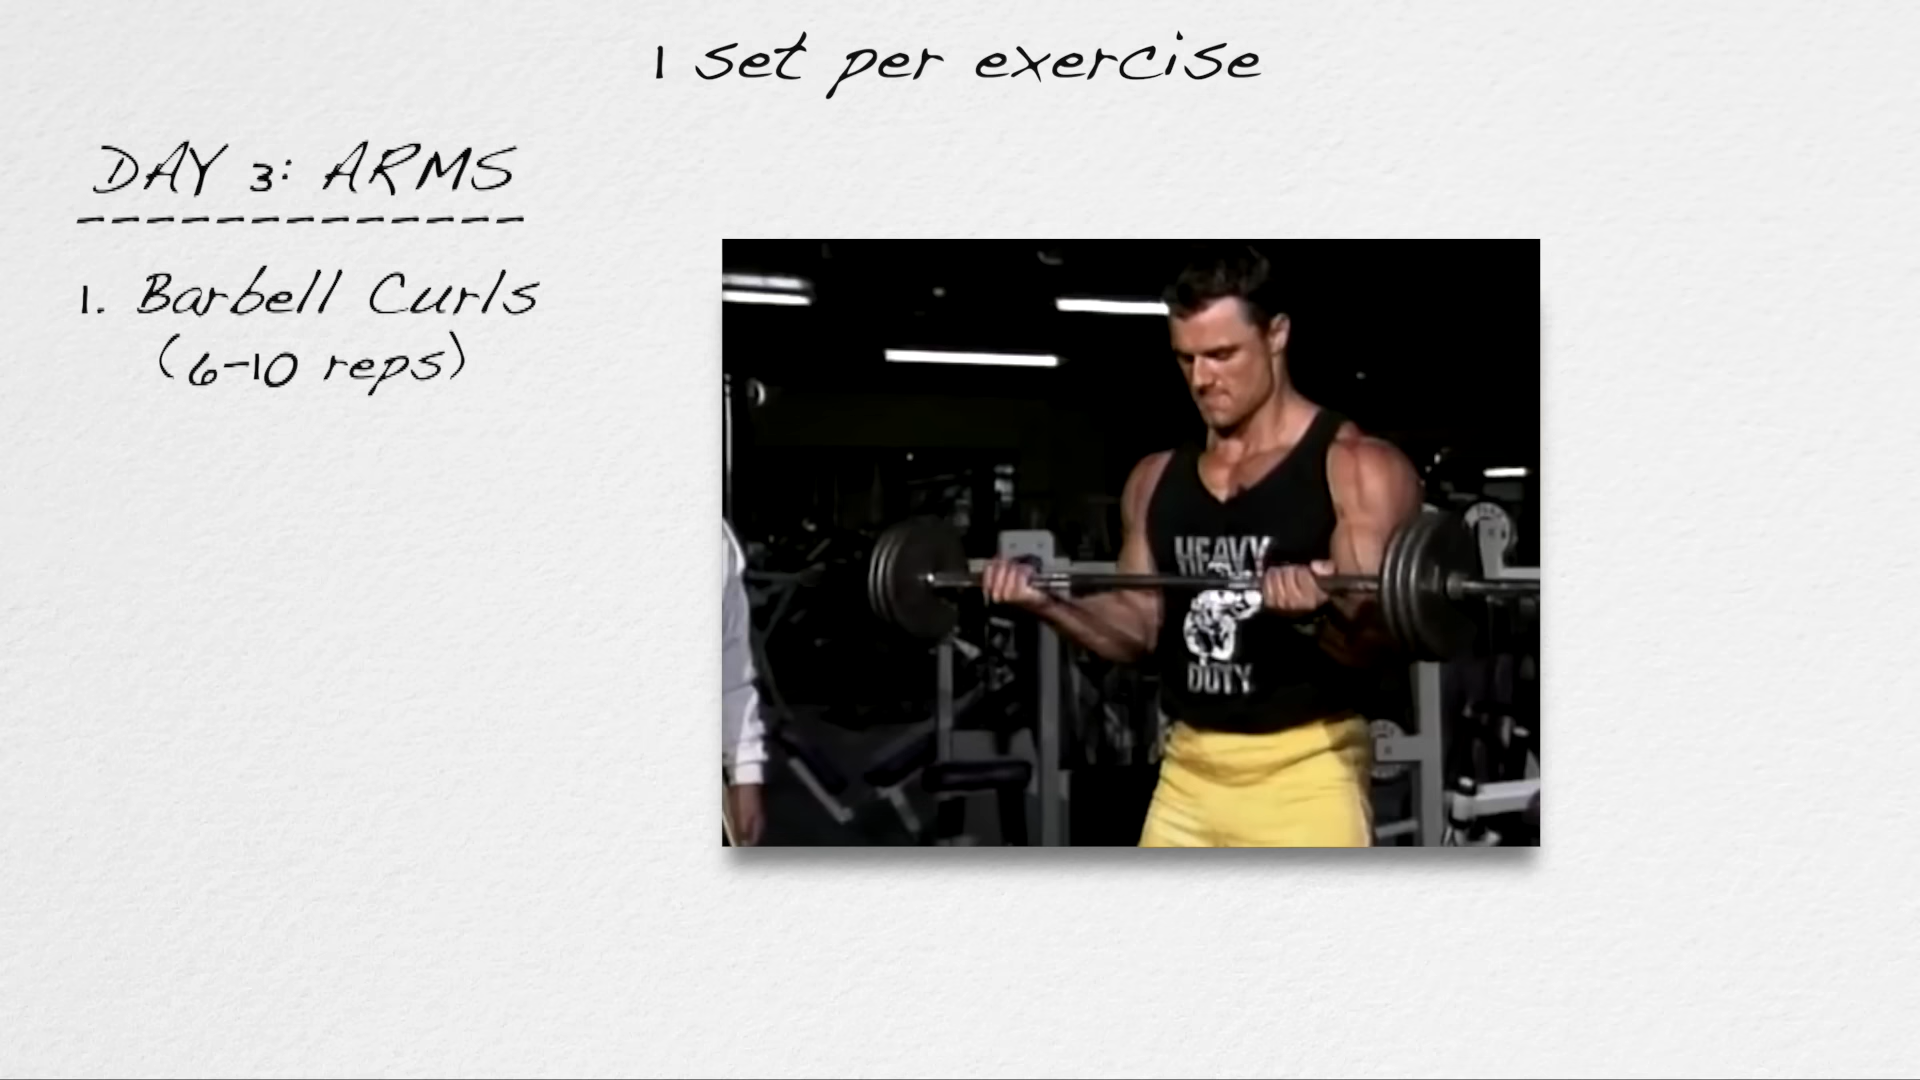 1 set per exercise
DAY 3: ARMS
-------------
1. Barbell Curls
(6-10 reps)
HEAVY
DUTY